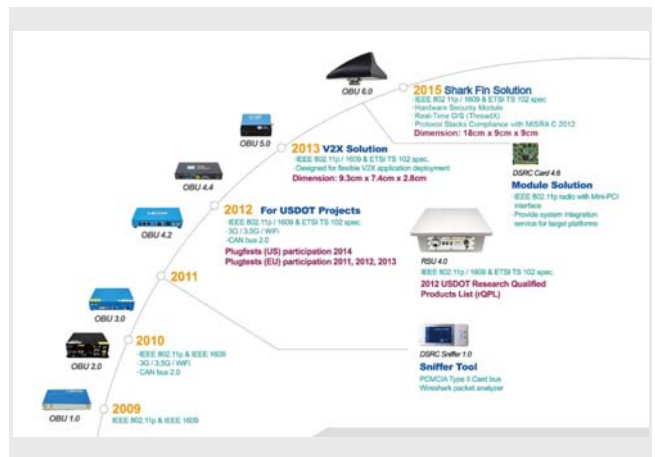 OBU 6.0
2015 Shark Fin Solution
·IEEE 802.11p / 1609 & ETSI TS 102 spec
·Hardware Security Module
·Real-Time O/S (ThreadX)
·Protocol Stacks Compliance with MISRA C 2012
Dimension: 18cm x 9cm x 9cm
OBU 5.0
2013 V2X Solution
·IEEE 802.11p / 1609 & ETSI TS 102 spec.
·Designed for flexible V2X application deployment
Dimension: 9.3cm x 7.4cm x 2.8cm
DSRC Card 4.6
Module Solution
·IEEE 802.11p radio with Mini-PCI
interface
·Provide system integration
service for target platforms
OBU 4.4
OBU 4.2
2012 For USDOT Projects
·IEEE 802.11p / 1609 & ETSI TS 102 spec.
·3G / 3.5G / WiFi
·CAN bus 2.0
Plugfests (US) participation 2014
Plugtests (EU) participation 2011, 2012, 2013
RSU 4.0
IEEE 802.11p / 1609 & ETSI TS 102 spec.
2012 USDOT Research Qualified
Products List (rQPL)
2011
DSRC Sniffer 1.0
Sniffer Tool
PCMCIA Type II Card bus
Wireshark packet analyzer
OBU 3.0
OBU 2.0
2010
·IEEE 802.11p & IEEE 1609
·3G / 3.5G / WiFi
·CAN bus 2.0
OBU 1.0
2009
IEEE 802.11p & IEEE 1609